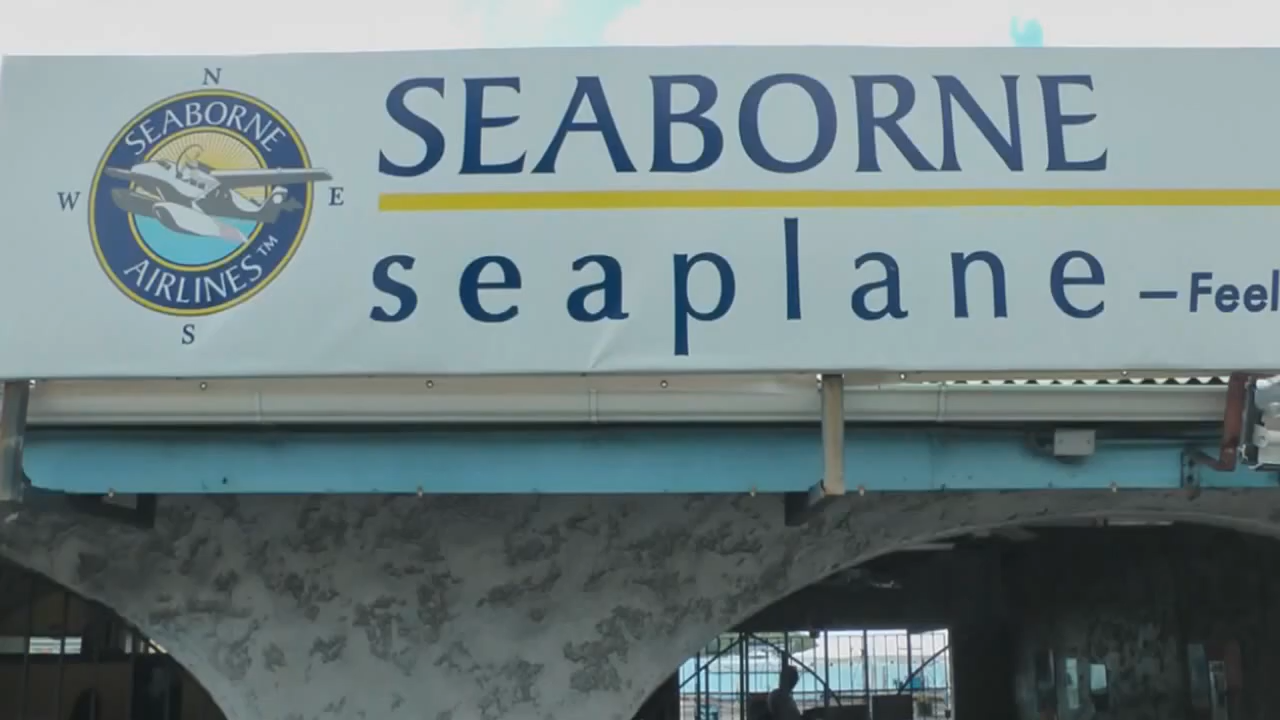 N
SEABORNE
W
E
AIRLINES™
S
SEABORNE
seaplane
—Feel